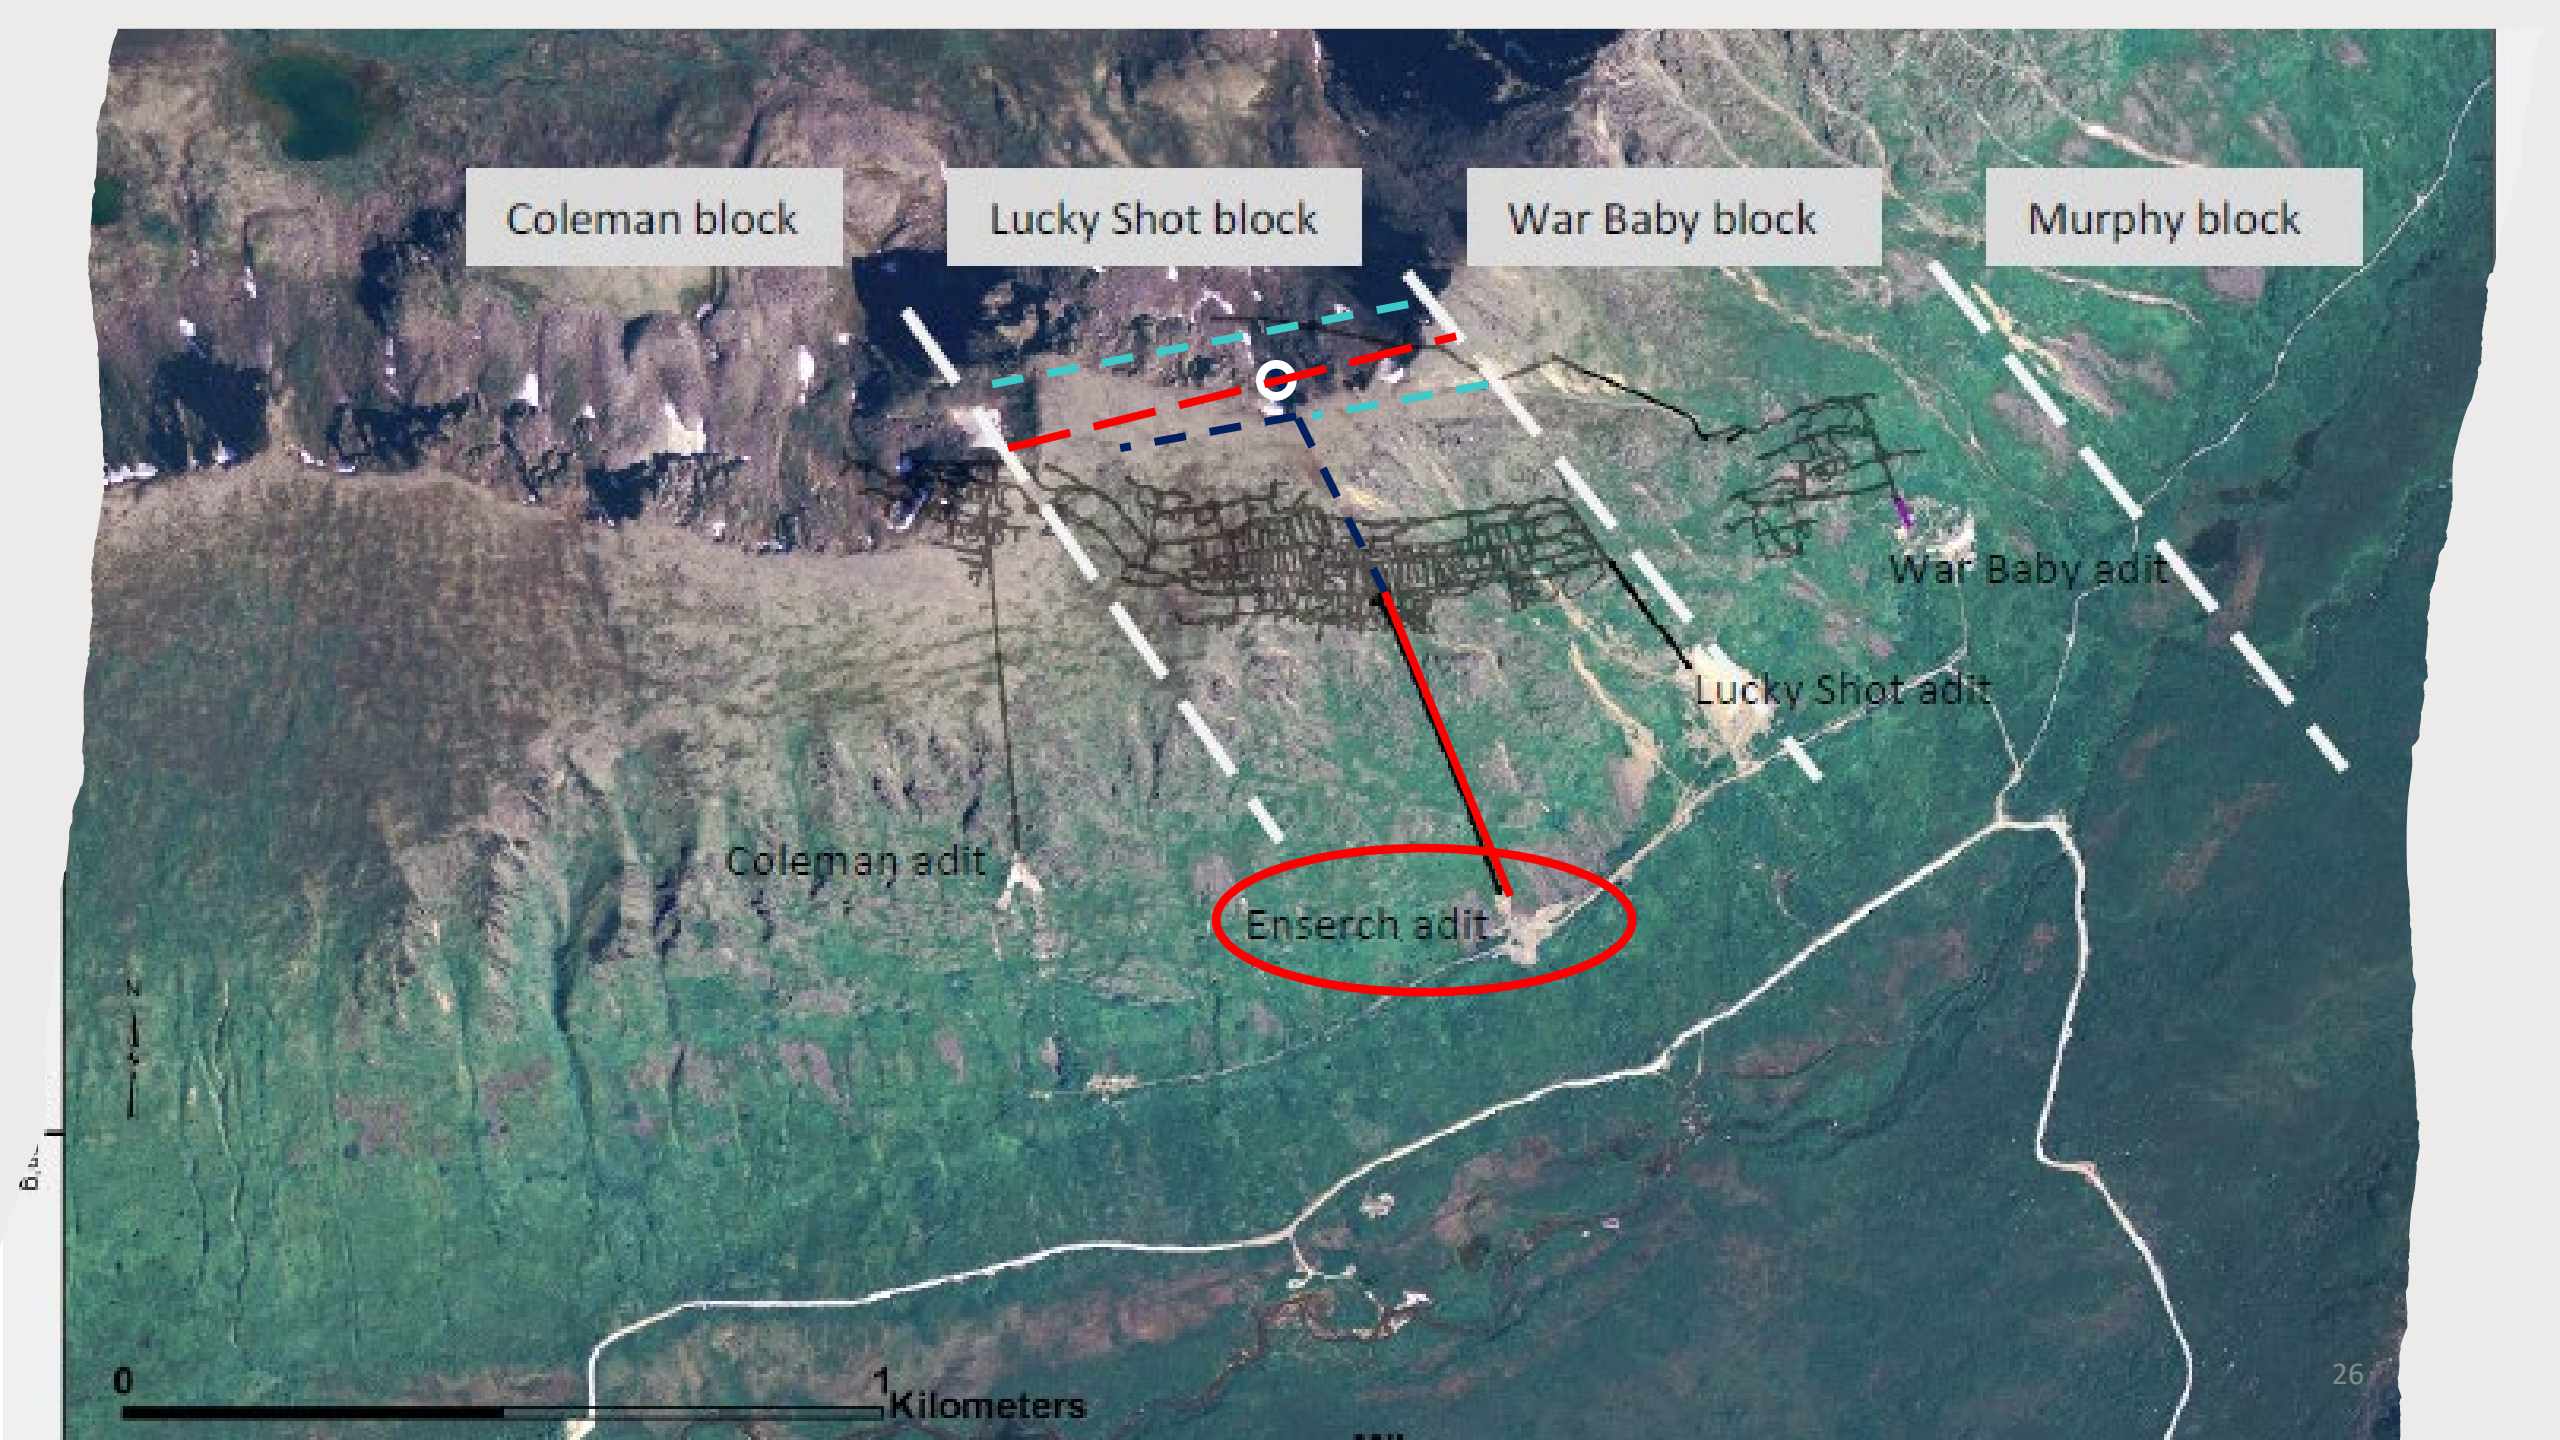 Coleman block
Lucky Shot block
War Baby block
Murphy block
War Baby adit
Lucky Shot adit
Coleman adit
Enserch adit
N
0
1
Kilometers
26